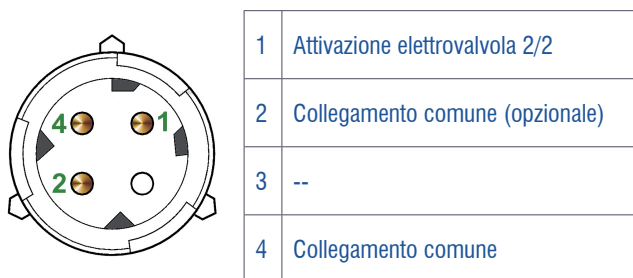 4 1
2
1 Attivazione elettrovalvola 2/2
2 Collegamento comune (opzionale)
3 --
4 Collegamento comune